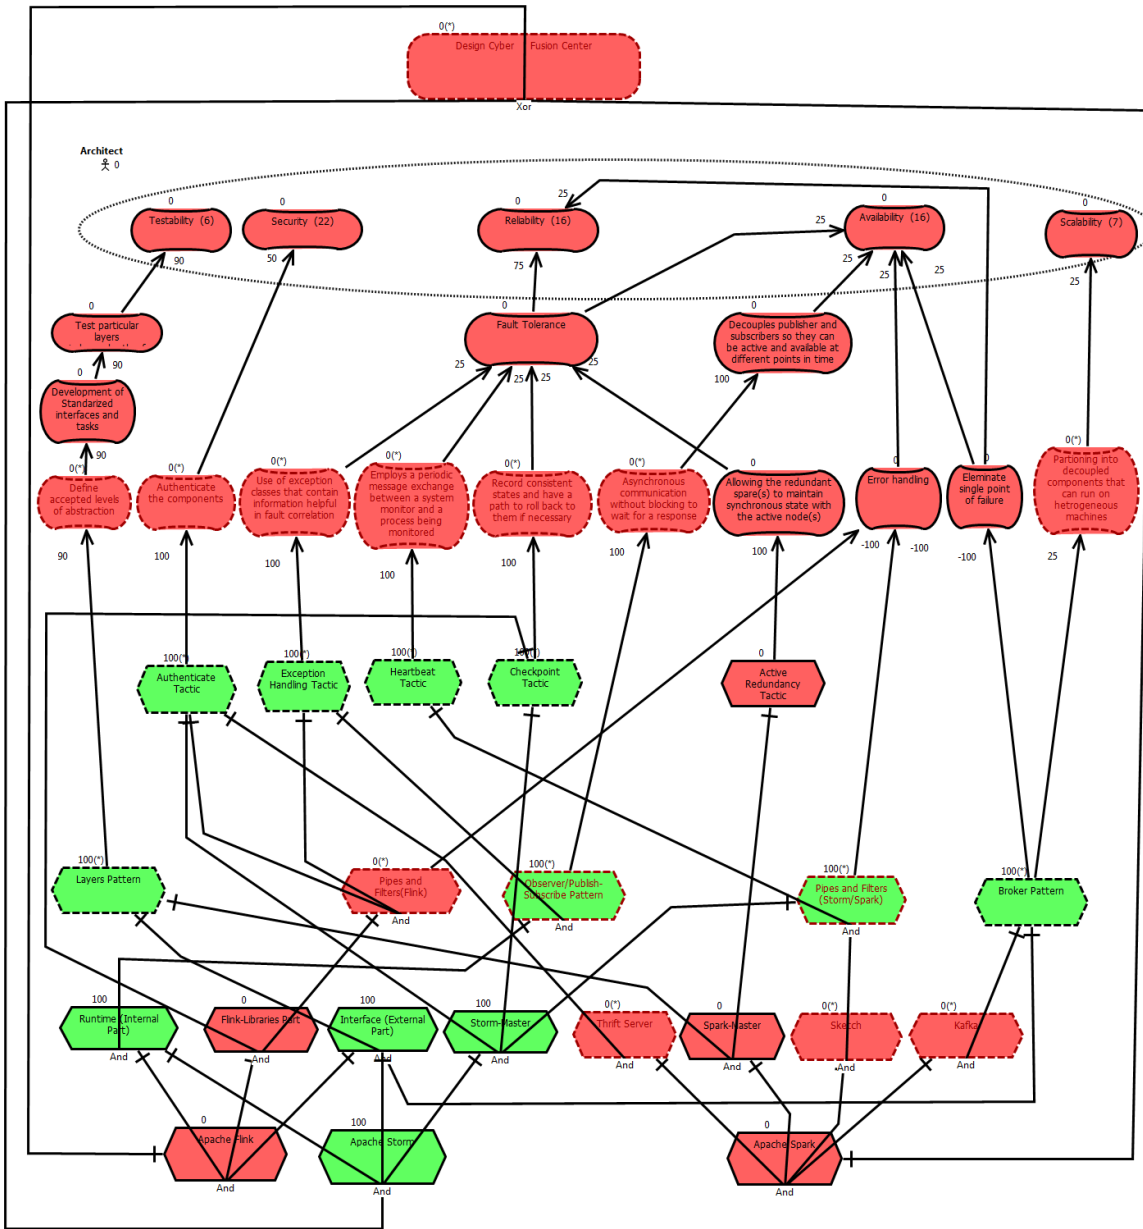 0(*)
Design Cyber Fusion Center
Xor
Architect
0
0
Testability (6)
0
Security (22)
0
Reliability (16)
25
0
Availability (16)
25
0
Scalability (7)
90
50
75
25
25
25
25
0
Test particular
layers
0
Fault Tolerance
0
Decouples publisher and
subscribers so they can
be active and available at
different points in time
90
25
25
25
25
100
0
Development of
Standarized
interfaces and
tasks
90
0(*)
Define
accepted levels
of abstraction
0(*)
Authenticate
the components
0(*)
Use of exception
classes that contain
information helpful
in fault correlation
0(*)
Employs a periodic
message exchange
between a system
monitor and a
process being
monitored
0(*)
Record consistent
states and have a
path to roll back to
them if necessary
0(*)
Asynchronous
communication
without blocking to
wait for a response
0
Allowing the redundant
spare(s) to maintain
synchronous state with
the active node(s)
0
Error handling
0
Eleminate
single point
of failure
0(*)
Partioning into
decoupled
components that
can run on
hetrogeneous
machines
90
100
100
100
100
100
100
-100
-100
-100
25
100(*)
Authenticate
Tactic
100(*)
Exception
Handling Tactic
100(*)
Heartbeat
Tactic
100(*)
Checkpoint
Tactic
0
Active
Redundancy
Tactic
100(*)
Layers Pattern
0(*)
Pipes and
Filters(Flink)
And
100(*)
Observer/Publish-
Subscribe Pattern
And
100(*)
Pipes and Filters
(Storm/Spark)
And
100(*)
Broker Pattern
100
Runtime (Internal
Part)
And
0
Flink-Libraries Part
And
100
Interface (External
Part)
And
100
Storm-Master
And
0(*)
Thrift Server
And
0
Spark-Master
And
0(*)
Sketch
And
0(*)
Kafka
And
0
Apache Flink
And
100
Apache Storm
And
0
Apache Spark
And